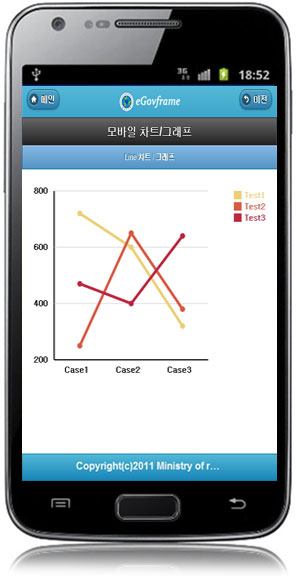 3G
18:52
메인
eGovframe
이전
모바일 차트/그래프
Line 차트 / 그래프
800
Test1
Test2
Test3
600
400
200
Case1 Case2 Case3
Copyright(c)2011 Ministry of r...